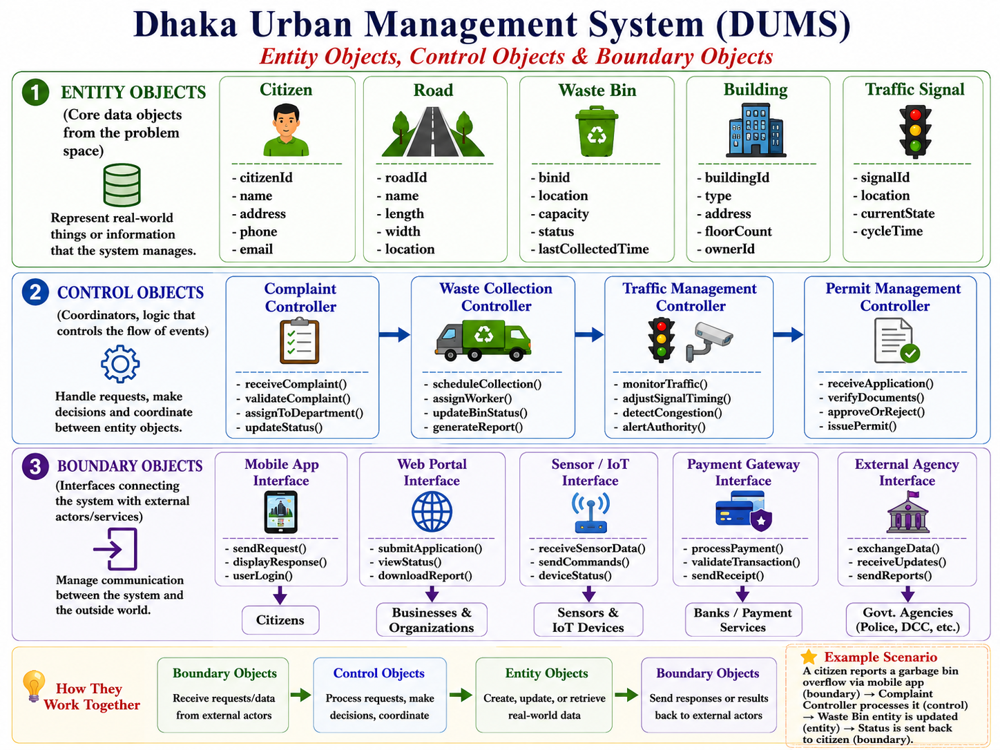 Dhaka Urban Management System (DUMS)
Entity Objects, Control Objects & Boundary Objects
1 ENTITY OBJECTS
(Core data objects
from the problem
space)
Represent real-world
things or information
that the system manages.
Citizen
- citizenId
- name
- address
- phone
- email
Road
- roadId
- name
- length
- width
- location
Waste Bin
- binId
- location
- capacity
- status
- lastCollectedTime
Building
- buildingId
- type
- address
- floorCount
- ownerId
Traffic Signal
- signalId
- location
- currentState
- cycleTime
2 CONTROL OBJECTS
(Coordinators, logic that
controls the flow of events)
Handle requests, make
decisions and coordinate
between entity objects.
Complaint
Controller
- receiveComplaint()
- validateComplaint()
- assignToDepartment()
- updateStatus()
Waste Collection
Controller
- scheduleCollection()
- assignWorker()
- updateBinStatus()
- generateReport()
Traffic Management
Controller
- monitorTraffic()
- adjustSignalTiming()
- detectCongestion()
- alertAuthority()
Permit Management
Controller
- receiveApplication()
- verifyDocuments()
- approveOrReject()
- issuePermit()
3 BOUNDARY OBJECTS
(Interfaces connecting
the system with external
actors/services)
Manage communication
between the system and
the outside world.
Mobile App
Interface
- sendRequest()
- displayResponse()
- userLogin()
Citizens
Web Portal
Interface
- submitApplication()
- viewStatus()
- downloadReport()
Businesses &
Organizations
Sensor / IoT
Interface
- receiveSensorData()
- sendCommands()
- deviceStatus()
Sensors &
IoT Devices
Payment Gateway
Interface
- processPayment()
- validateTransaction()
- sendReceipt()
Banks / Payment
Services
External Agency
Interface
- exchangeData()
- receiveUpdates()
- sendReports()
Govt. Agencies
(Police, DCC, etc.)
How They
Work Together
Boundary Objects
Receive requests/data
from external actors
Control Objects
Process requests, make
decisions, coordinate
Entity Objects
Create, update, or retrieve
real-world data
Boundary Objects
Send responses or results
back to external actors
Example Scenario
A citizen reports a garbage bin
overflow via mobile app
(boundary) → Complaint
Controller processes it (control)
→ Waste Bin entity is updated
(entity) → Status is sent back
to citizen (boundary).